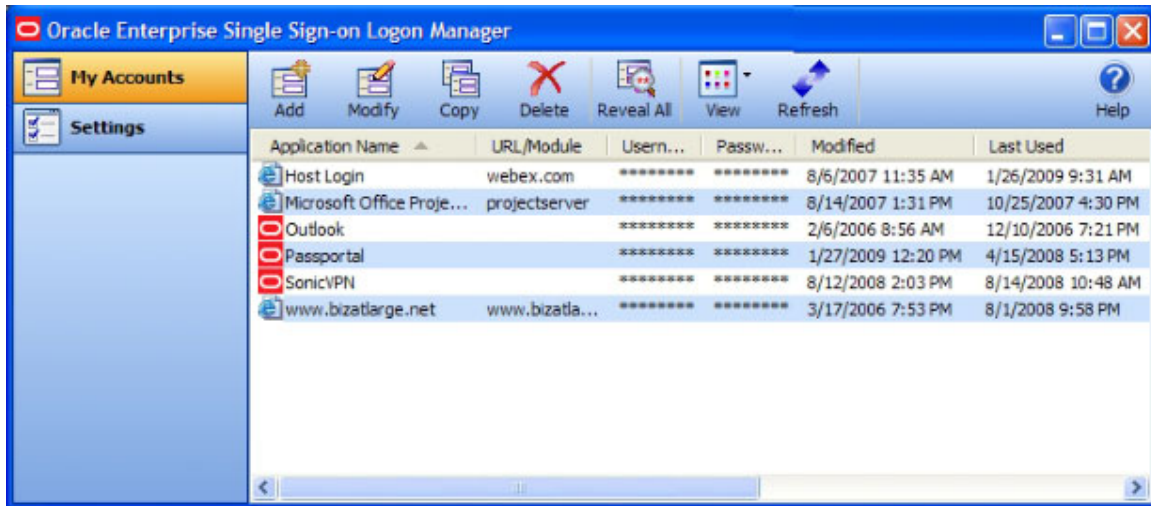 Oracle Enterprise Single Sign-on Logon Manager
My Accounts
Settings
Add Modify Copy Delete Reveal All View Refresh Help
Application Name URL/Module Usern... Passw... Modified Last Used
Host Login webex.com ******** ******** 8/6/2007 11:35 AM 1/26/2009 9:31 AM
Microsoft Office Proje... projectserver ******** ******** 8/14/2007 1:31 PM 10/25/2007 4:30 PM
Outlook ******** ******** 2/6/2006 8:56 AM 12/10/2006 7:21 PM
Passportal ******** ******** 1/27/2009 12:20 PM 4/15/2008 5:13 PM
SonicVPN ******** ******** 8/12/2008 2:03 PM 8/14/2008 10:48 AM
www.bizatlarge.net www.bizatla... ******** ******** 3/17/2006 7:53 PM 8/1/2008 9:58 PM